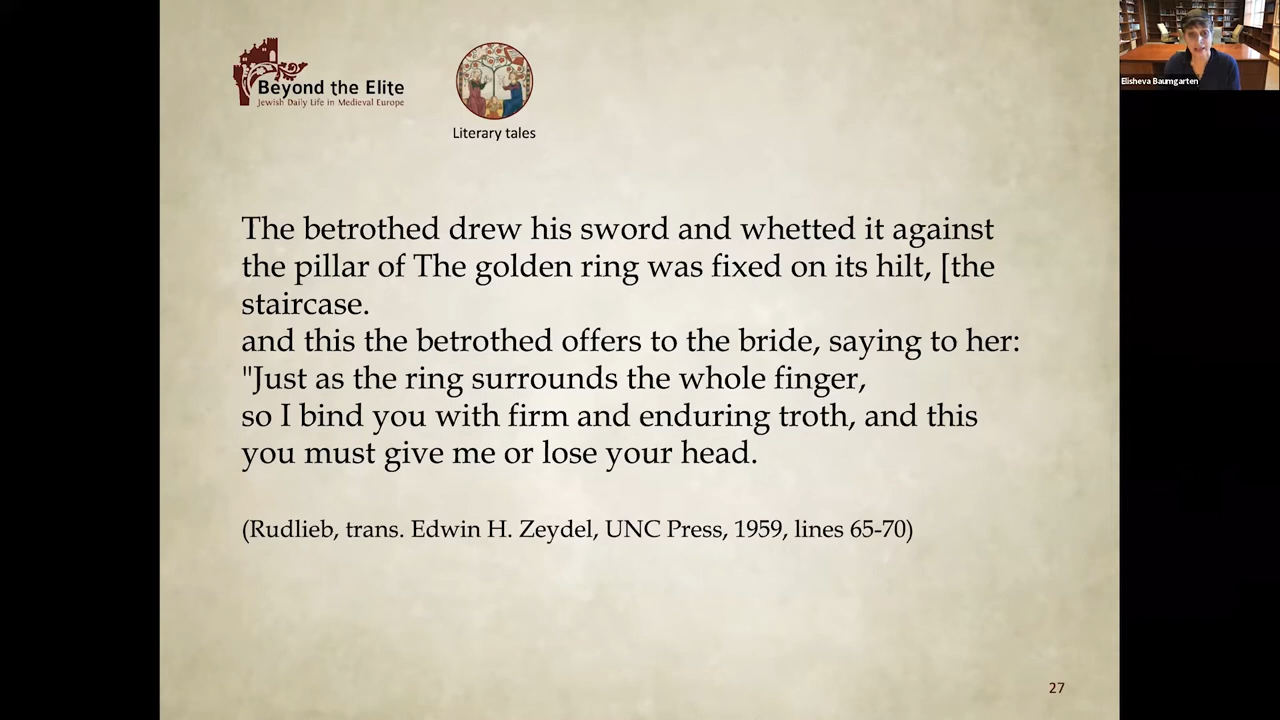 Beyond the Elite
Jewish Daily Life in Medieval Europe
Literary tales
Elisheva Baumgarten
The betrothed drew his sword and whetted it against
the pillar of The golden ring was fixed on its hilt, [the
staircase.
and this the betrothed offers to the bride, saying to her:
"Just as the ring surrounds the whole finger,
so I bind you with firm and enduring troth, and this
you must give me or lose your head.
(Rudlieb, trans. Edwin H. Zeydel, UNC Press, 1959, lines 65-70)
27